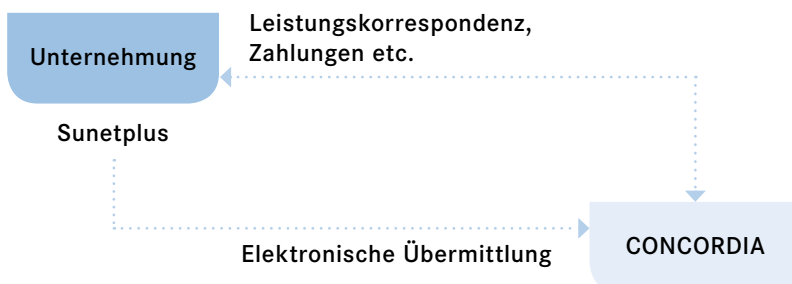 Leistungskorrespondenz,
Unternehmung
Zahlungen etc.
Sunetplus
Elektronische Übermittlung
CONCORDIA